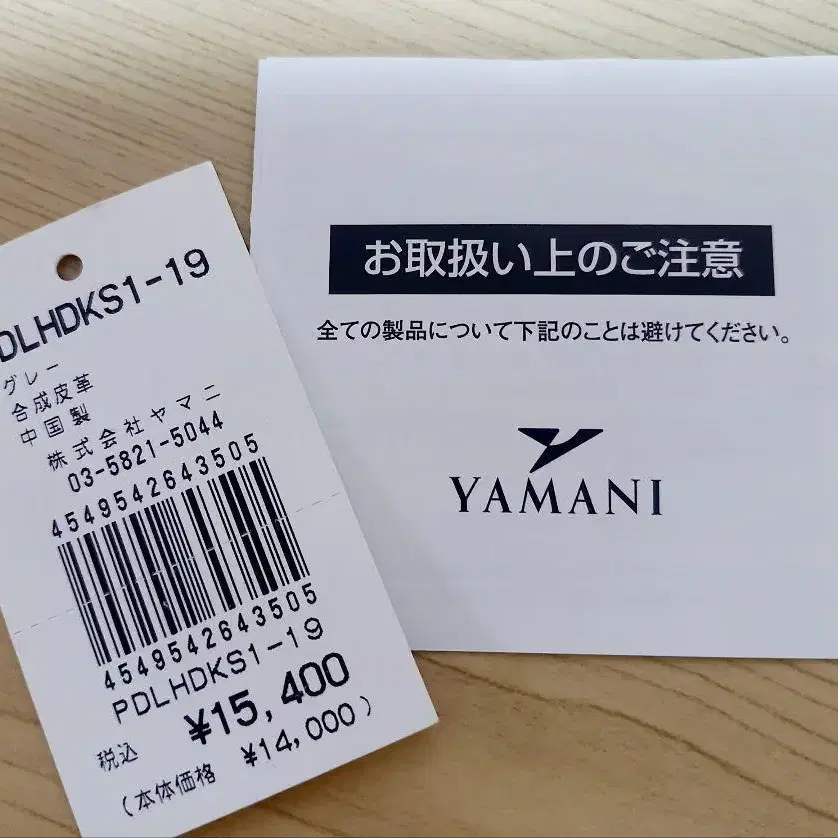 DLHDKS1-19
グレー
合成皮革
中国製
株式会社ヤマニ
03-5821-5044
4549542643505
4549542643505
PDLHDKS1-19
¥15,400
税込
(本体価格 ¥14,000)
お取扱い上のご注意
全ての製品について下記のことは避けてください。
YAMANI